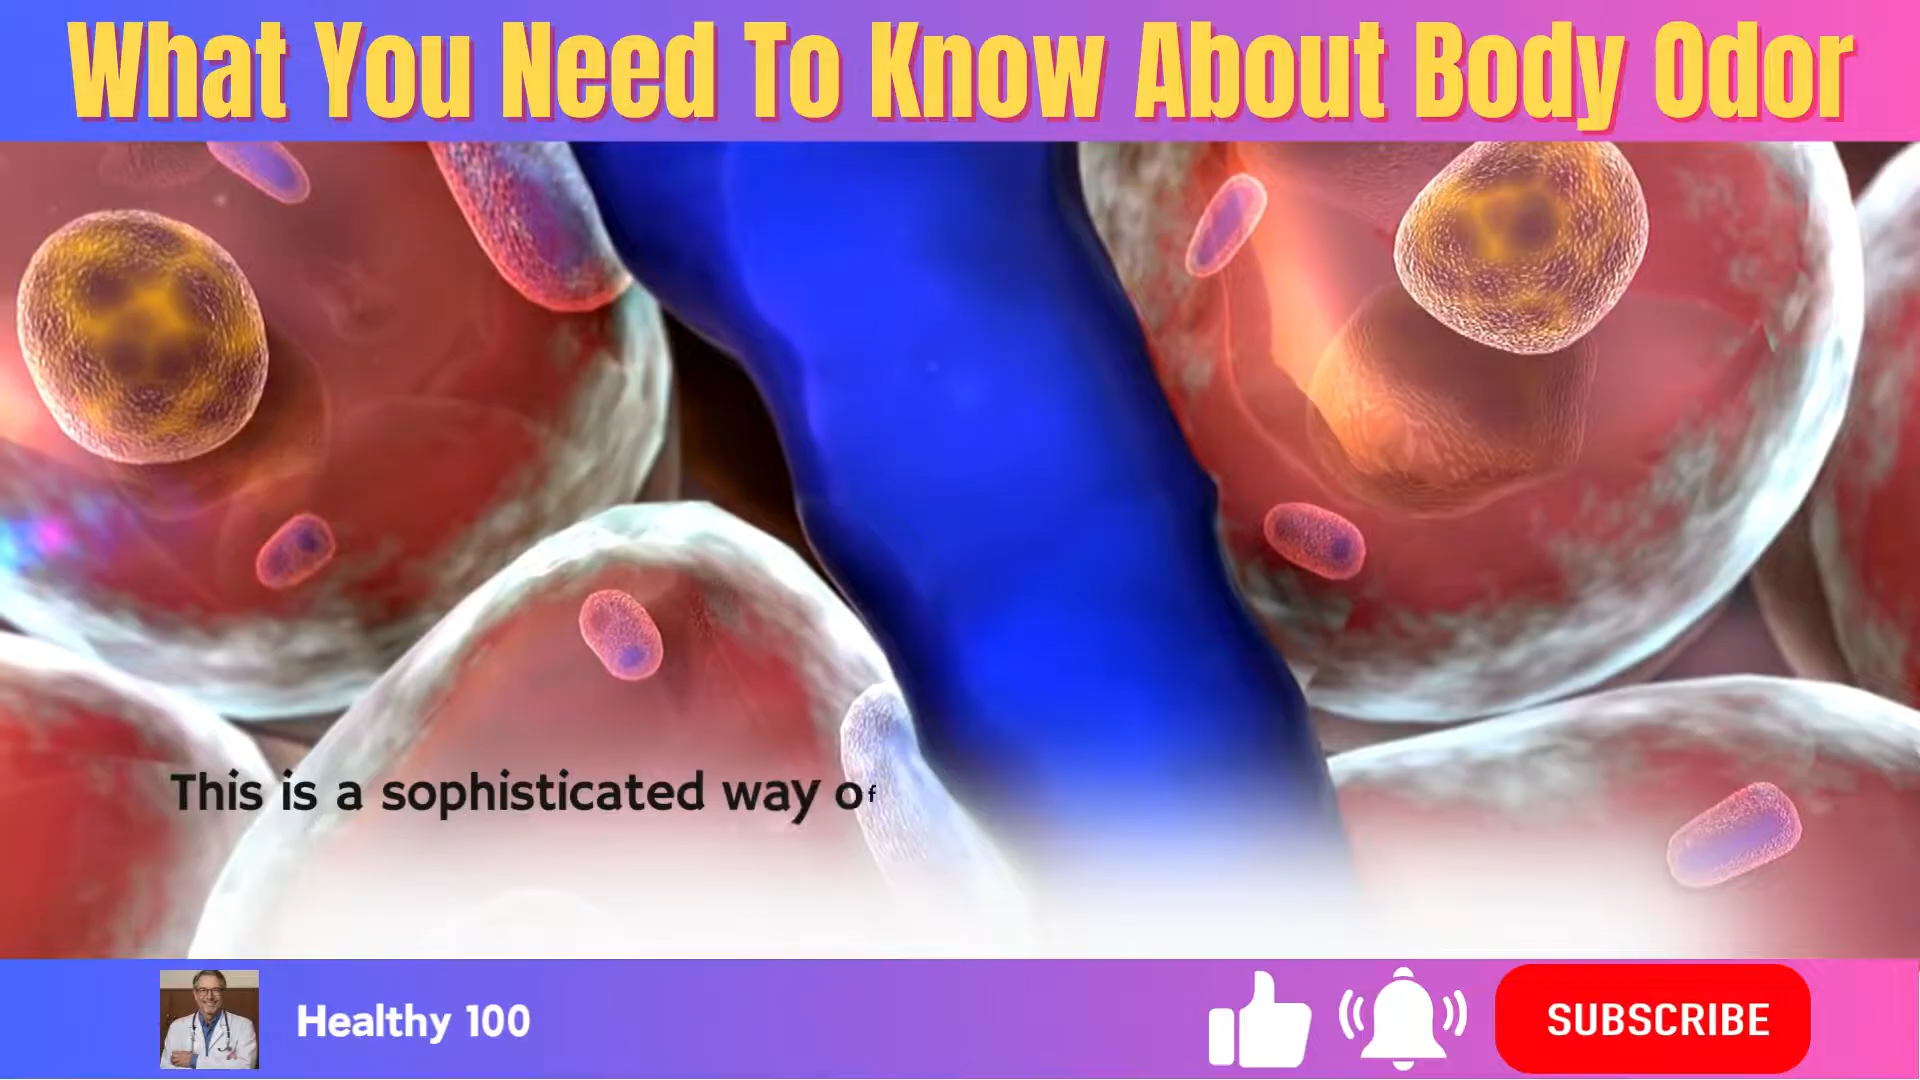 What You Need To Know About Body Odor
This is a sophisticated way of
Healthy 100
SUBSCRIBE